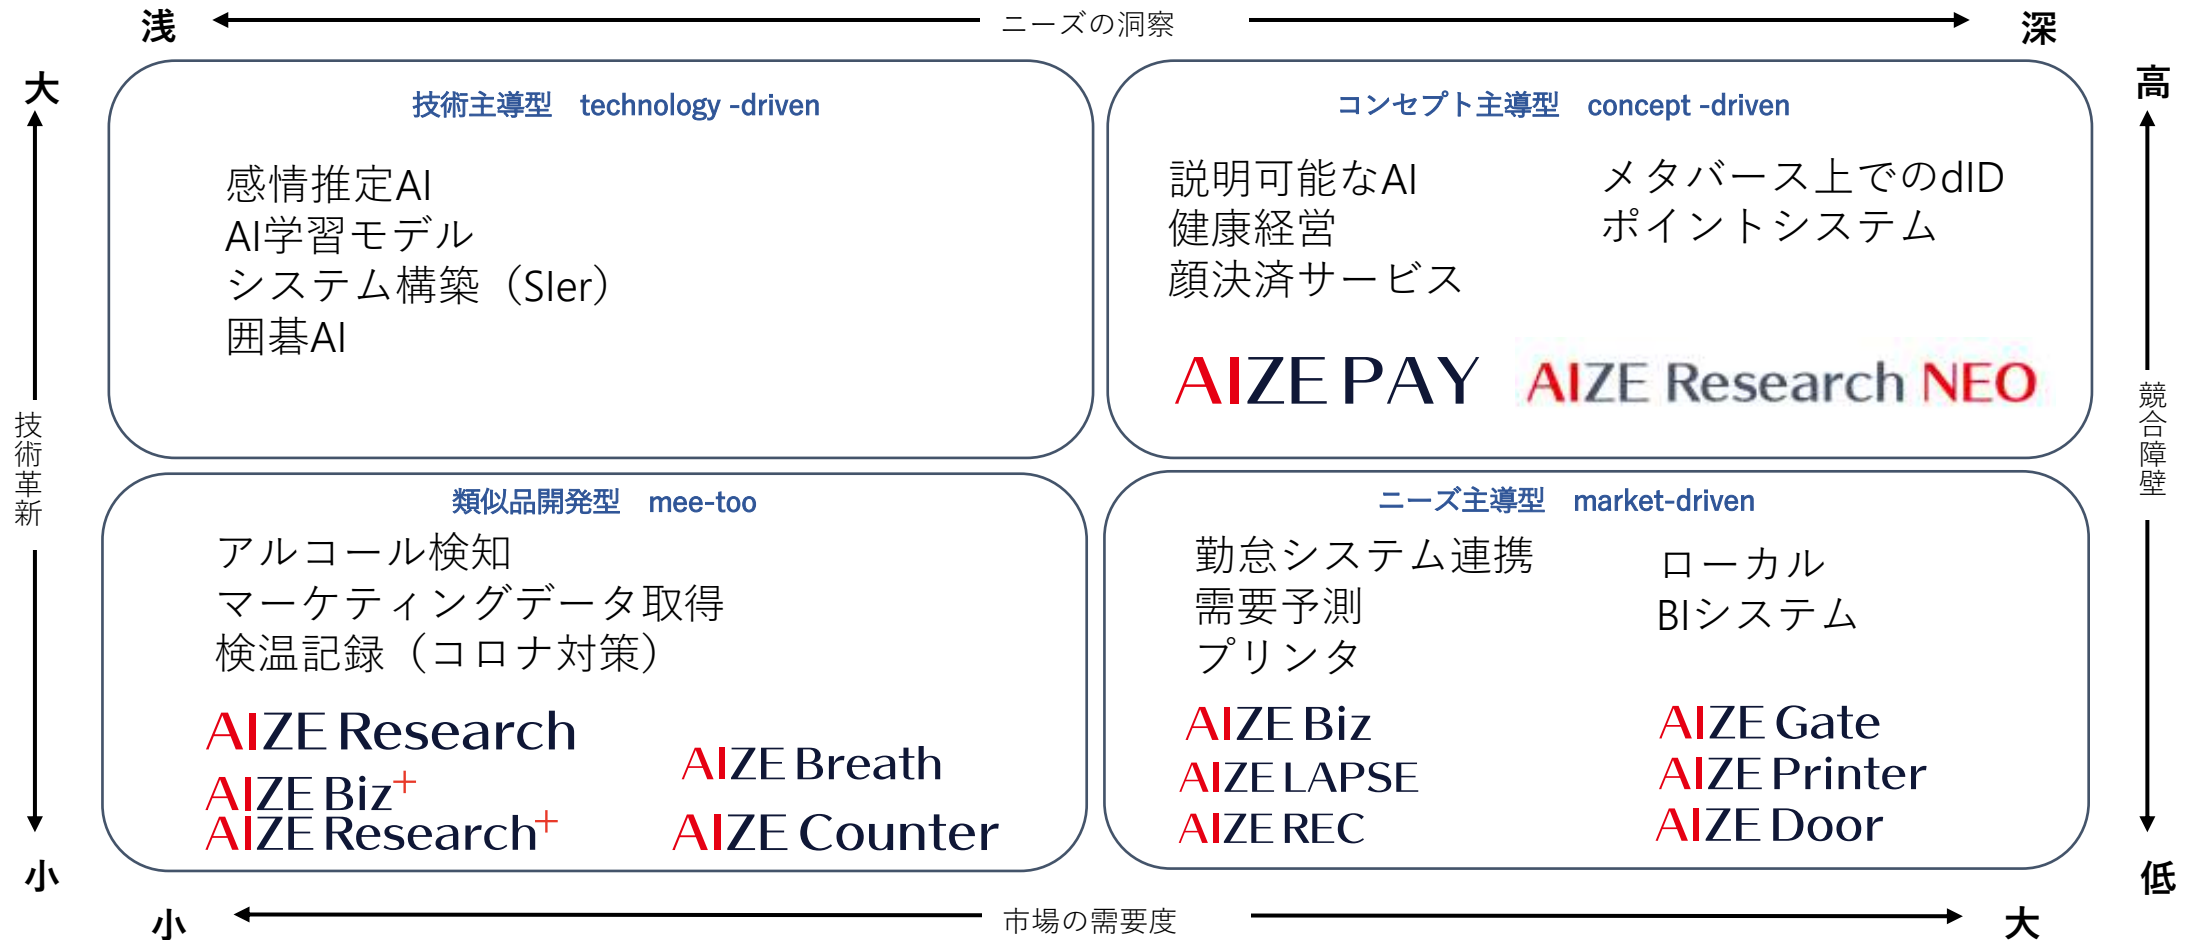 浅 ニーズの洞察 深
大
高
技術主導型 technology -driven
感情推定AI
AI学習モデル
システム構築（SIer）
囲碁AI
コンセプト主導型 concept -driven
説明可能なAI
健康経営
顔決済サービス
メタバース上でのdID
ポイントシステム
AIZE PAY
AIZE Research NEO
技術革新
競合障壁
類似品開発型 mee-too
アルコール検知
マーケティングデータ取得
検温記録（コロナ対策）
AIZE Research
AIZE Biz+
AIZE Research+
AIZE Breath
AIZE Counter
ニーズ主導型 market-driven
勤怠システム連携
需要予測
プリンタ
ローカル
BIシステム
AIZE Biz
AIZE LAPSE
AIZE REC
AIZE Gate
AIZE Printer
AIZE Door
小
低
小 市場の需要度 大